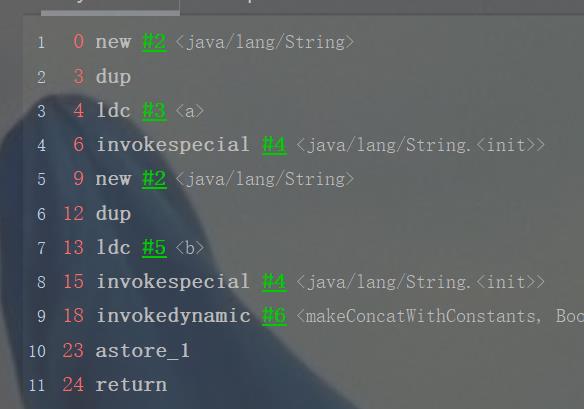 1 0 new #2 <java/lang/String>
2 3 dup
3 4 ldc #3 <a>
4 6 invokespecial #4 <java/lang/String.<init>>
5 9 new #2 <java/lang/String>
6 12 dup
7 13 ldc #5 <b>
8 15 invokespecial #4 <java/lang/String.<init>>
9 18 invokedynamic #6 <makeConcatWithConstants, Boo
10 23 astore_1
11 24 return